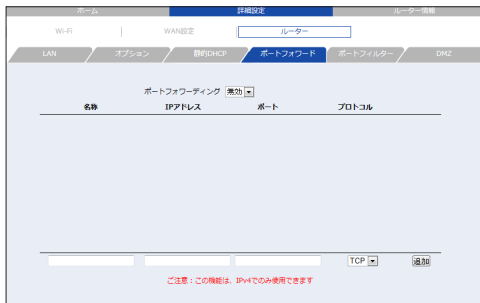 ホーム 詳細設定 ルーター情報
Wi-Fi WAN設定 ルーター
LAN オプション 静的DHCP ポートフォワード ポートフィルター DMZ
ポートフォワーディング 無効
名称 IPアドレス ポート プロトコル
TCP 追加
ご注意：この機能は、IPv4でのみ使用できます